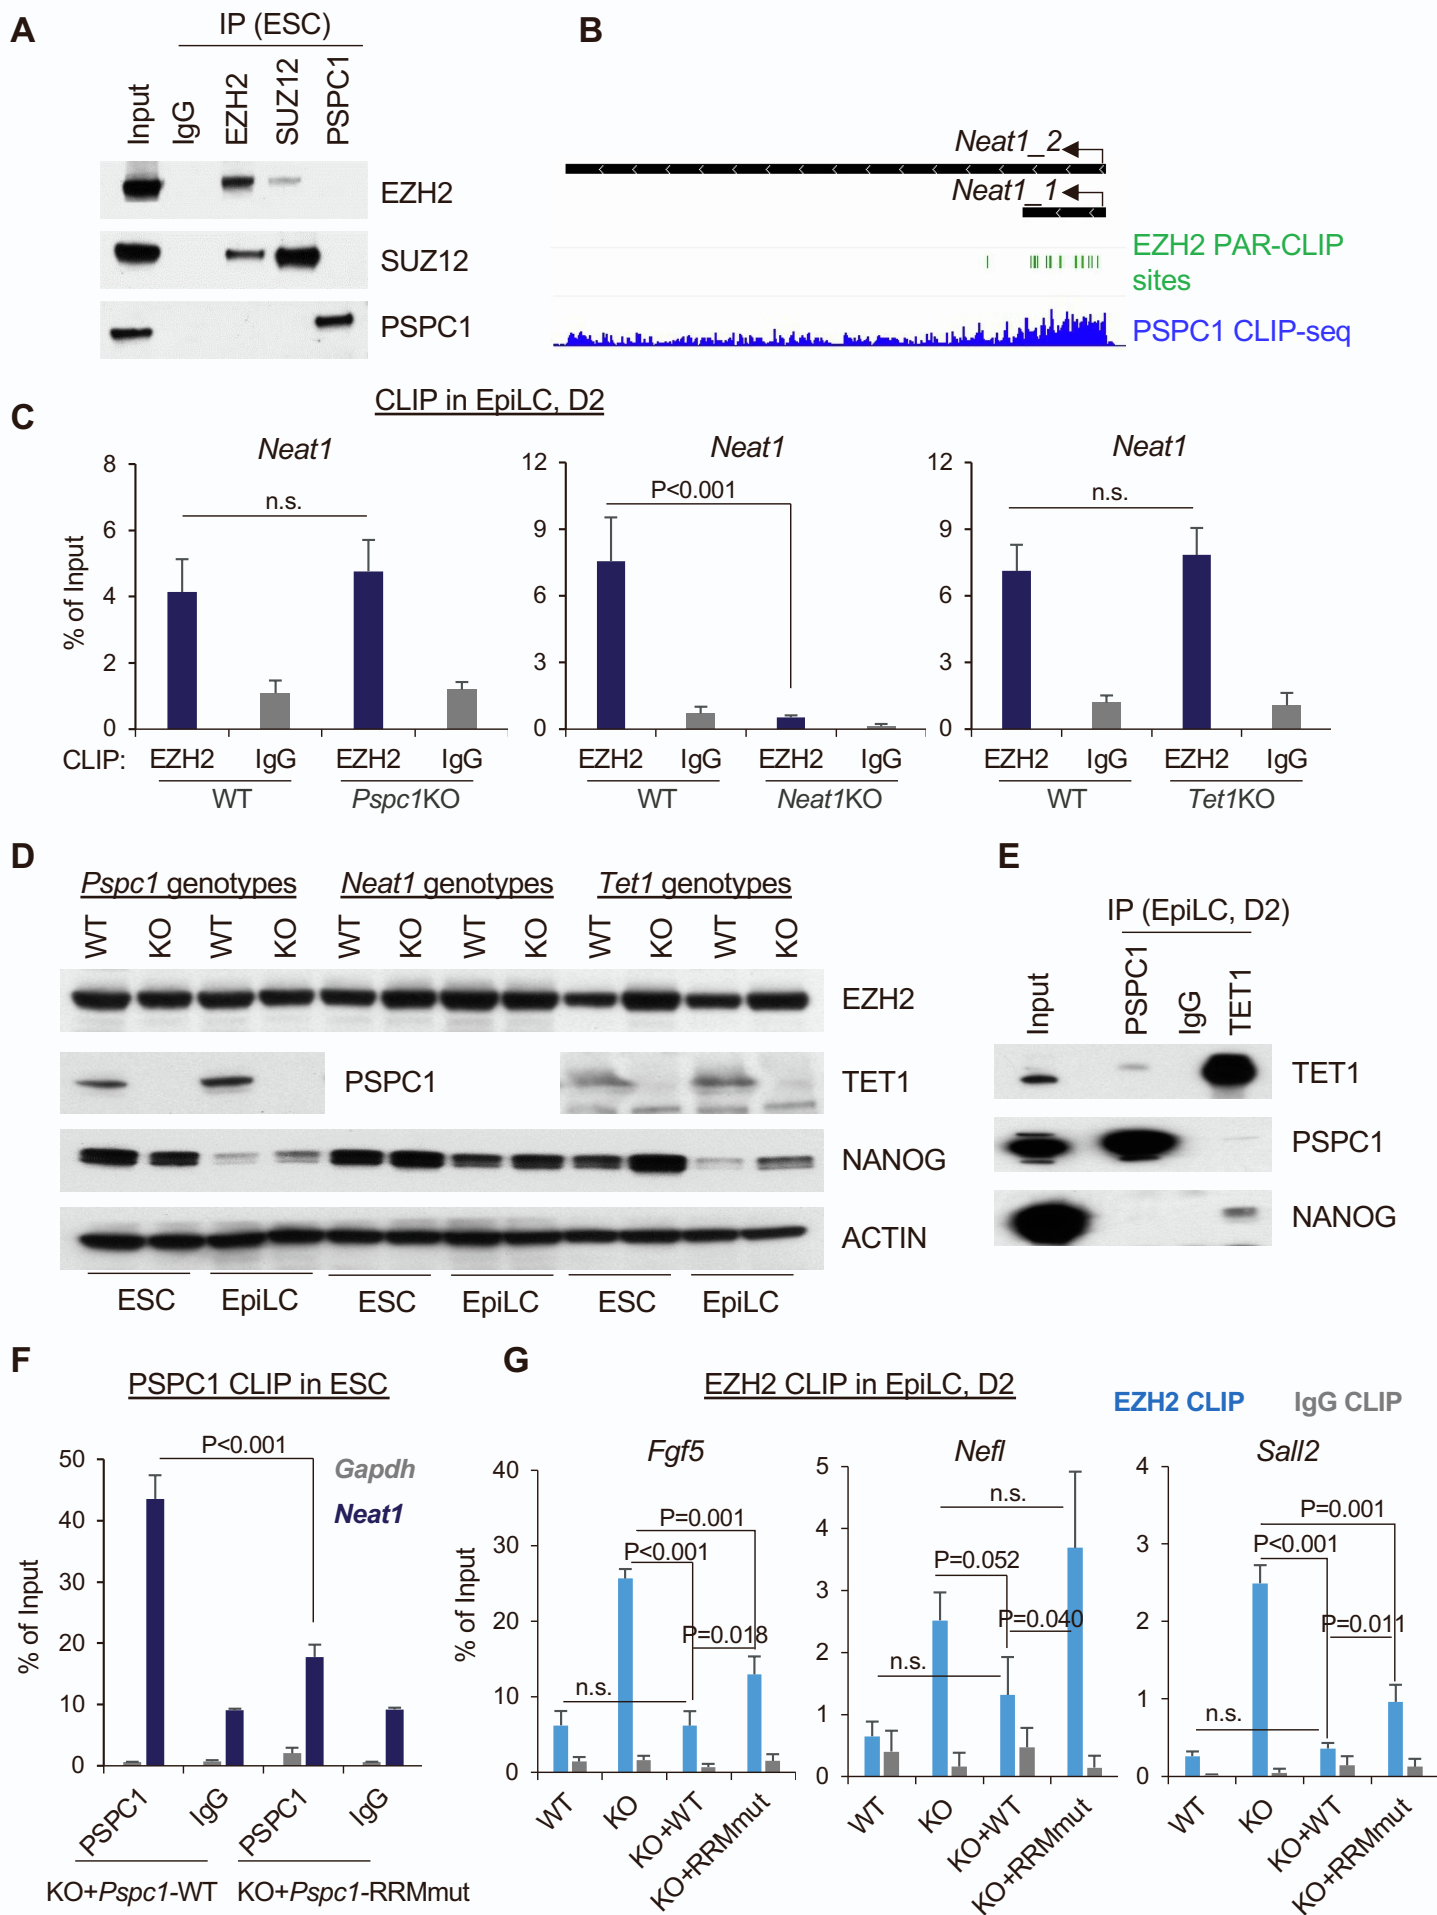 A
IP (ESC)
Input
IgG
EZH2
SUZ12
PSPC1
EZH2
SUZ12
PSPC1
B
Neat1_2
Neat1_1
EZH2 PAR-CLIP
sites
PSPC1 CLIP-seq
C
CLIP in EpiLC, D2
Neat1
% of Input
8
6
4
2
0
n.s.
CLIP:
EZH2 IgG EZH2 IgG
WT Pspc1KO
Neat1
12
9
6
3
0
P<0.001
EZH2 IgG EZH2 IgG
WT Neat1KO
Neat1
12
9
6
3
0
n.s.
EZH2 IgG EZH2 IgG
WT Tet1KO
D
Pspc1 genotypes Neat1 genotypes Tet1 genotypes
WT KO WT KO WT KO WT KO WT KO WT KO
EZH2
PSPC1
TET1
NANOG
ACTIN
ESC EpiLC ESC EpiLC ESC EpiLC
E
IP (EpiLC, D2)
Input
PSPC1
IgG
TET1
TET1
PSPC1
NANOG
F
PSPC1 CLIP in ESC
P<0.001
Gapdh
Neat1
% of Input
50
40
30
20
10
0
PSPC1 IgG PSPC1 IgG
KO+Pspc1-WT KO+Pspc1-RRMmut
G
EZH2 CLIP in EpiLC, D2
EZH2 CLIP IgG CLIP
Fgf5
% of Input
40
30
20
10
0
P=0.001
P<0.001
P=0.018
n.s.
WT KO KO+WT KO+RRMmut
Nefl
5
4
3
2
1
0
n.s.
P=0.052
P=0.040
n.s.
WT KO KO+WT KO+RRMmut
Sall2
4
3
2
1
0
P=0.001
P<0.001
P=0.011
n.s.
WT KO KO+WT KO+RRMmut